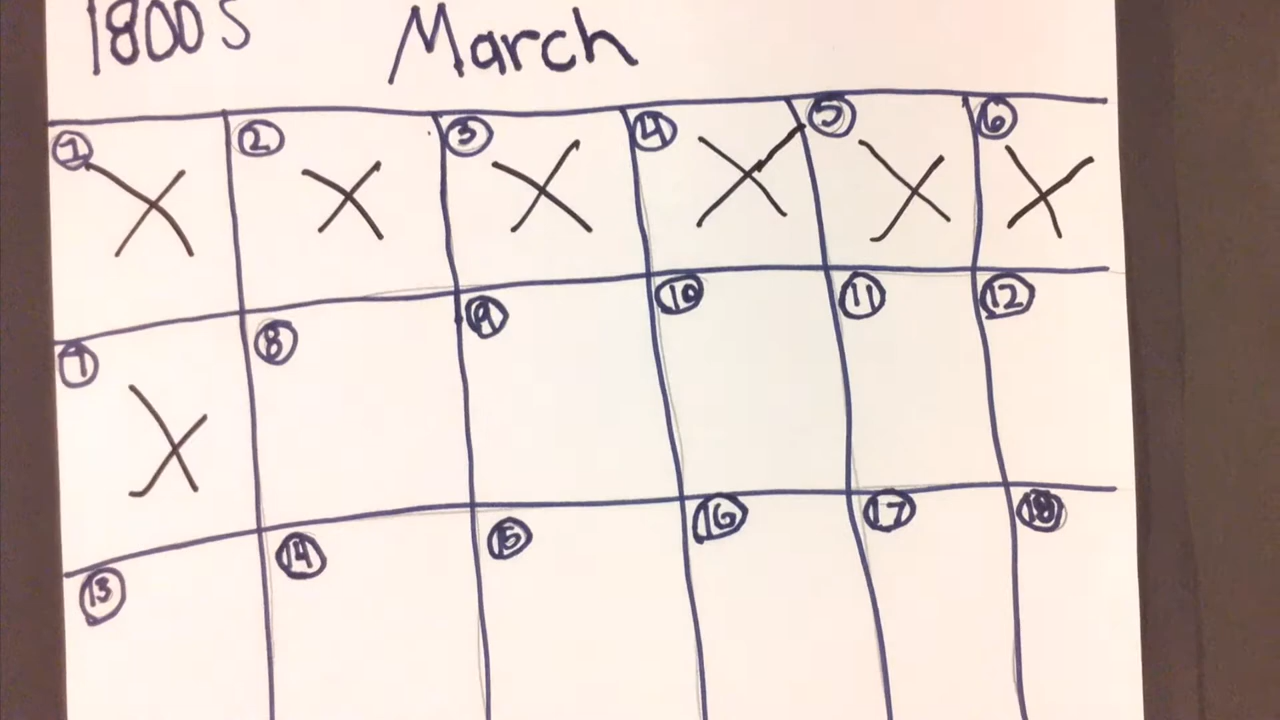 1800s March
1 2 3 4 5 6
X X X X X X
7 8 9 10 11 12
X
13 14 15 16 17 18